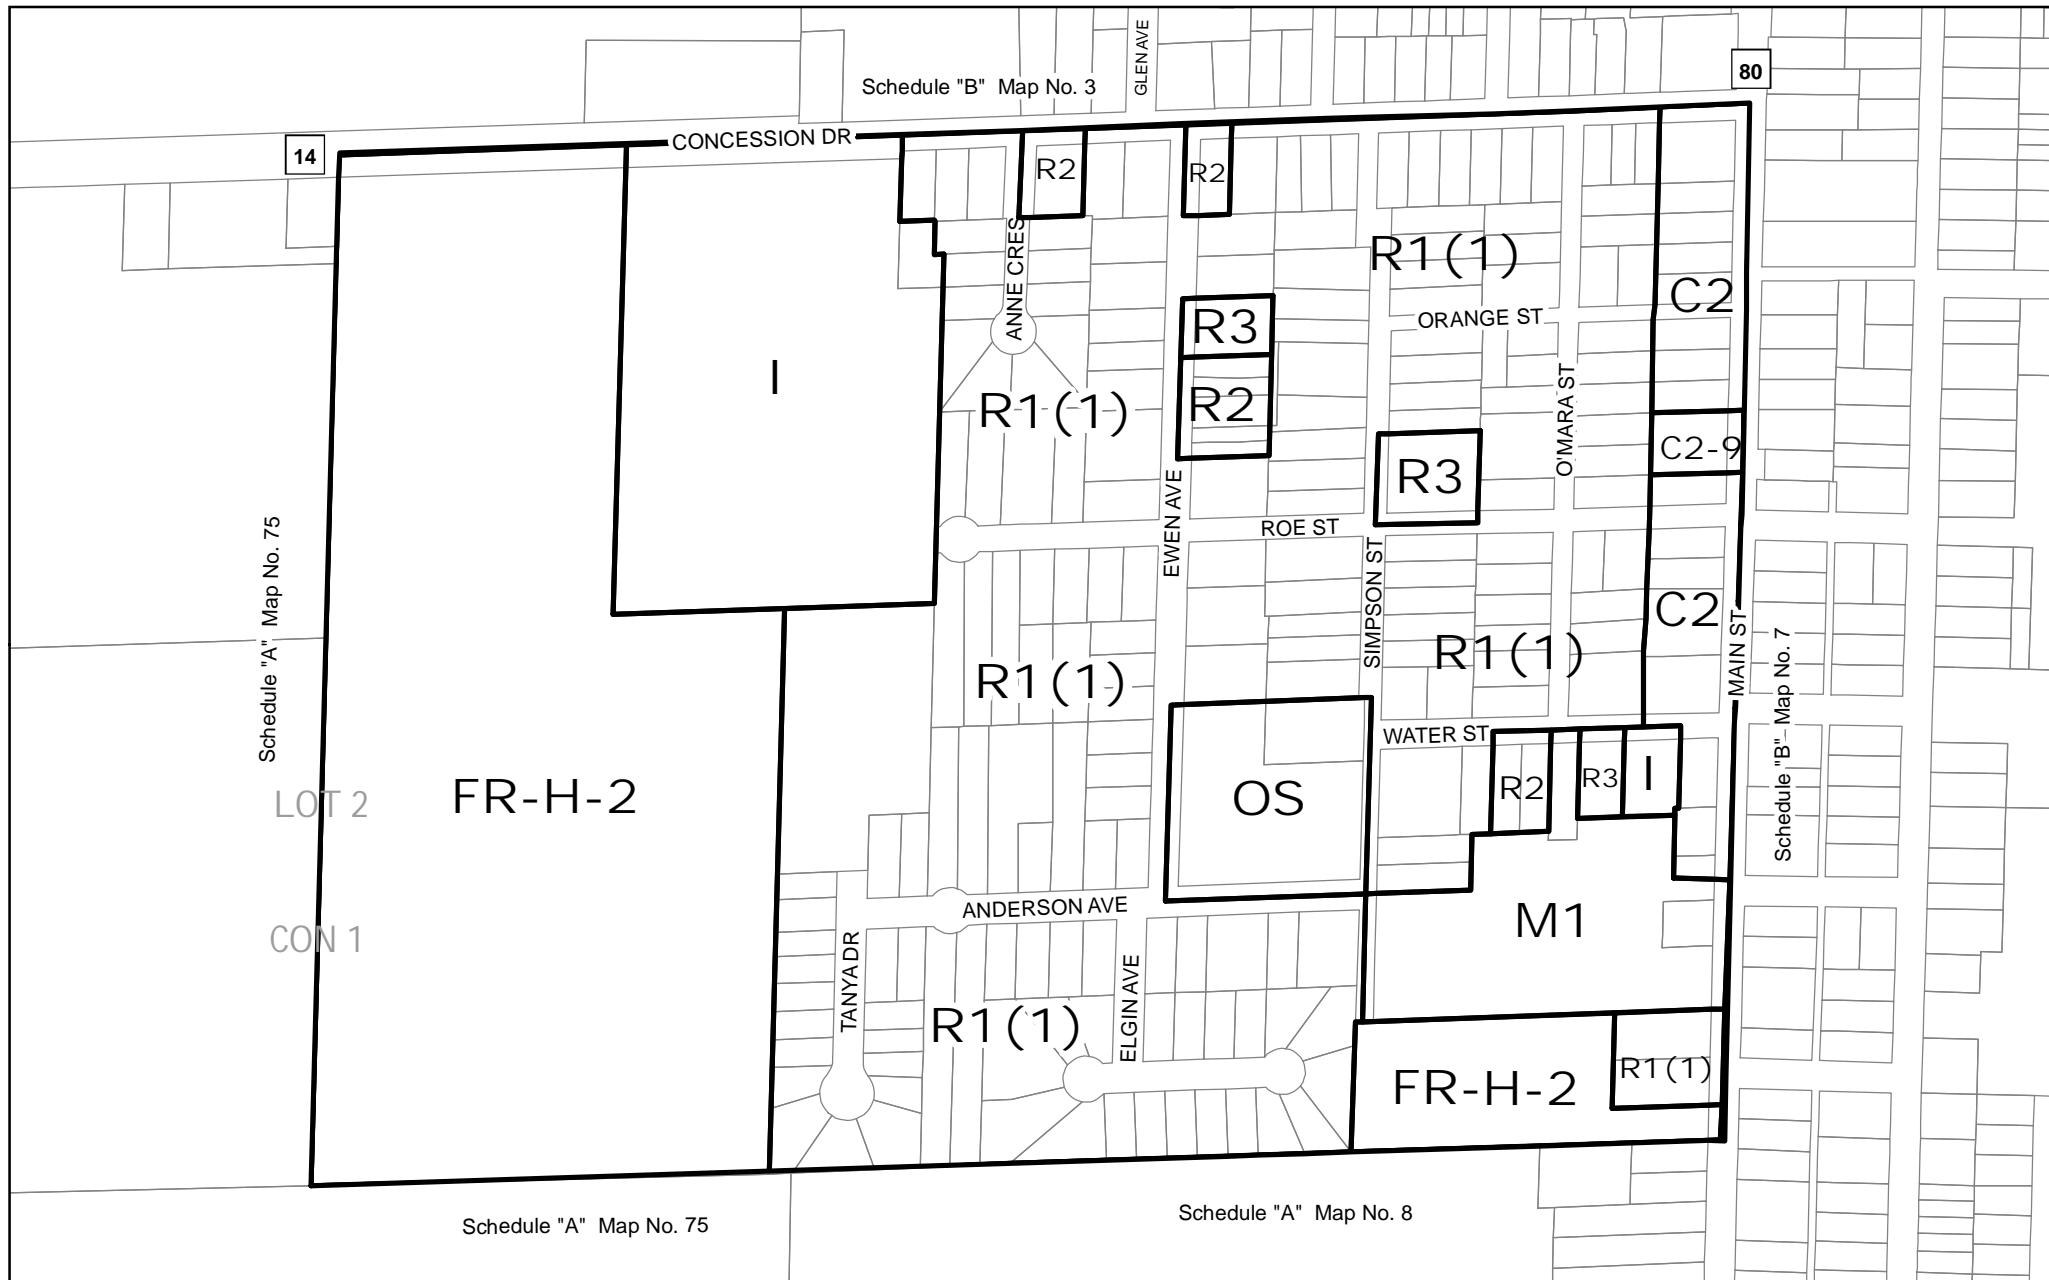 GLEN AVE
80
Schedule "B" Map No. 3
CONCESSION DR
14
R2
R2
ANNE CRES
R1(1)
C2
ORANGE ST
R3
I
R2
R1(1)
O'MARA ST
C2-9
R3
EWEN AVE
ROE ST
SIMPSON ST
Schedule "A" Map No. 75
C2
R1(1)
MAIN ST
Schedule "B" Map No. 7
R1(1)
WATER ST
R2
R3
I
FR-H-2
OS
LOT 2
ANDERSON AVE
M1
CON 1
TANYA DR
ELGIN AVE
R1(1)
R1(1)
FR-H-2
Schedule "A" Map No. 8
Schedule "A" Map No. 75